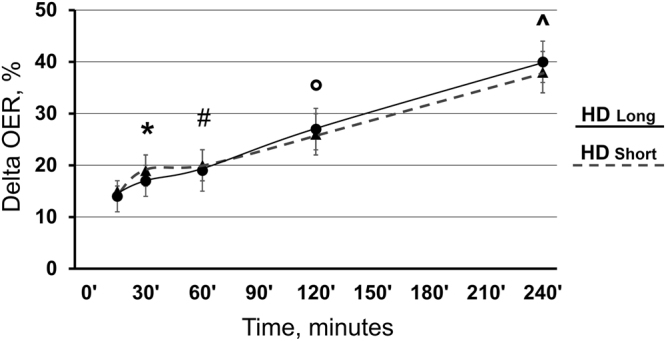 50
40
30
20
10
0
Delta OER, %
*
#
o
^
0' 30' 60' 90' 120' 150' 180' 210' 240'
Time, minutes
HD Long
HD Short